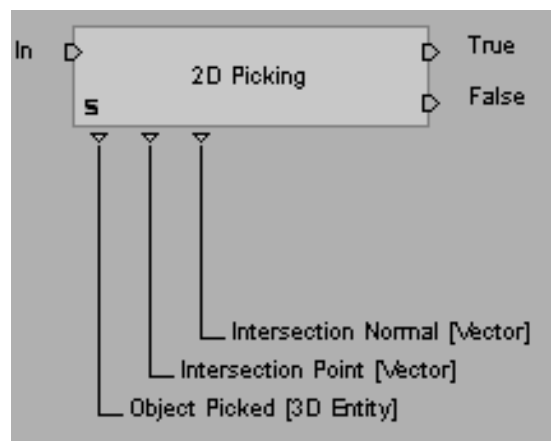 In
True
2D Picking
False
S
Intersection Normal [Vector]
Intersection Point [Vector]
Object Picked [3D Entity]